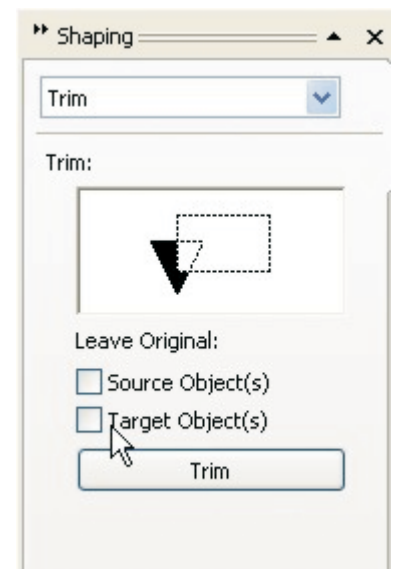 Shaping
Trim
Trim:
Leave Original:
Source Object(s)
Target Object(s)
Trim